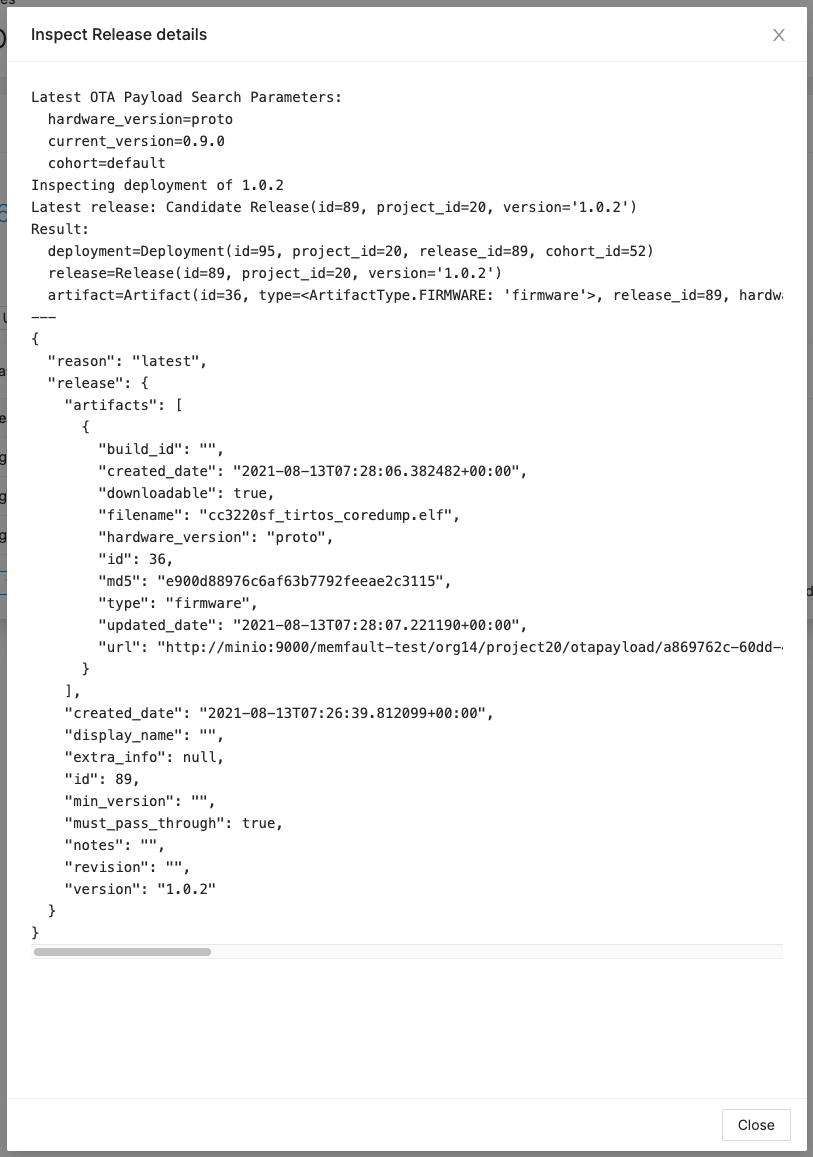 Inspect Release details
Latest OTA Payload Search Parameters:
  hardware_version=proto
  current_version=0.9.0
  cohort=default
Inspecting deployment of 1.0.2
Latest release: Candidate Release(id=89, project_id=20, version='1.0.2')
Result:
  deployment=Deployment(id=95, project_id=20, release_id=89, cohort_id=52)
  release=Release(id=89, project_id=20, version='1.0.2')
  artifact=Artifact(id=36, type=<ArtifactType.FIRMWARE: 'firmware'>, release_id=89, hardwa
---
{
  "reason": "latest",
  "release": {
    "artifacts": [
      {
        "build_id": "",
        "created_date": "2021-08-13T07:28:06.382482+00:00",
        "downloadable": true,
        "filename": "cc3220sf_tirtos_coredump.elf",
        "hardware_version": "proto",
        "id": 36,
        "md5": "e900d88976c6af63b7792feeae2c3115",
        "type": "firmware",
        "updated_date": "2021-08-13T07:28:07.221190+00:00",
        "url": "http://minio:9000/memfault-test/org14/project20/otapayload/a869762c-60dd-
      }
    ],
    "created_date": "2021-08-13T07:26:39.812099+00:00",
    "display_name": "",
    "extra_info": null,
    "id": 89,
    "min_version": "",
    "must_pass_through": true,
    "notes": "",
    "revision": "",
    "version": "1.0.2"
  }
}
Close